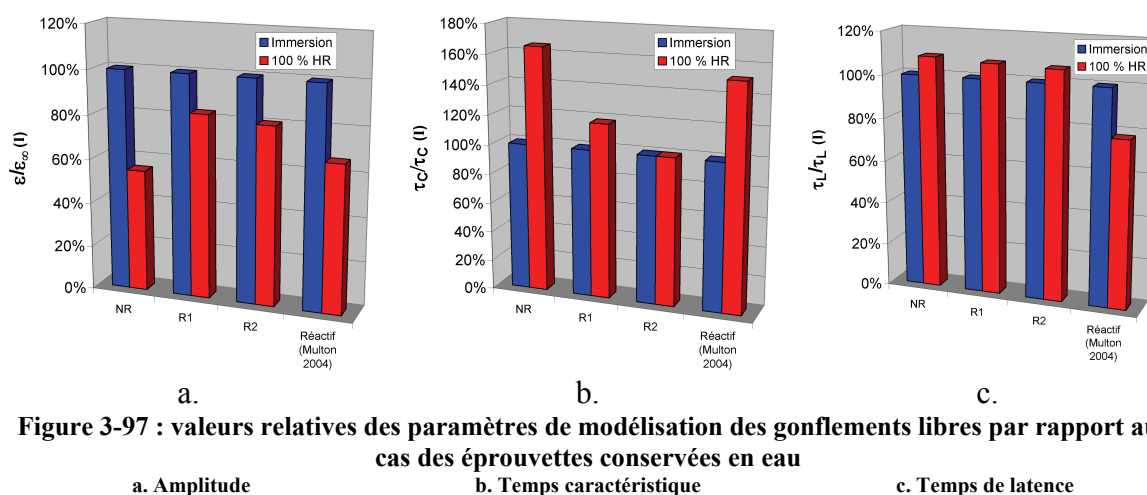 120%
100%
80%
60%
40%
20%
0%
ε/ε∞ (I)
Immersion
100 % HR
NR
R1
R2
Réactif
(Multon
2004)
a.
180%
160%
140%
120%
100%
80%
60%
40%
20%
0%
τC/τC (I)
Immersion
100 % HR
NR
R1
R2
Réactif
(Multon
2004)
b.
120%
100%
80%
60%
40%
20%
0%
τL/τL (I)
Immersion
100 % HR
NR
R1
R2
Réactif
(Multon
2004)
c.
Figure 3-97 : valeurs relatives des paramètres de modélisation des gonflements libres par rapport au
cas des éprouvettes conservées en eau
a. Amplitude b. Temps caractéristique c. Temps de latence